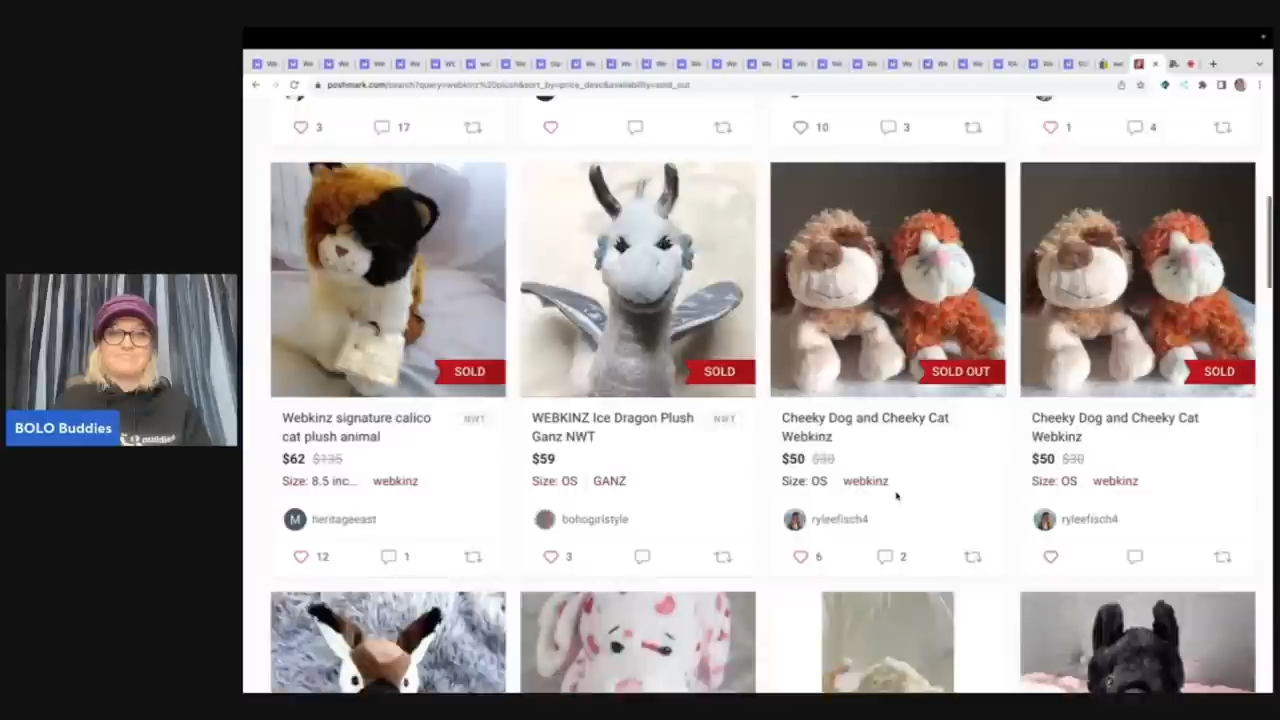 poshmark.com/search?query=webkinz%20plush&sort_by=price_desc&availability=sold_out
3 17
10 3
1 4
SOLD
SOLD
SOLD OUT
SOLD
Webkinz signature calico
cat plush animal
NWT
$62 $135
Size: 8.5 inc... webkinz
M heritageeast
12 1
WEBKINZ Ice Dragon Plush
Ganz NWT
NWT
$59
Size: OS GANZ
bohogirlstyle
3
Cheeky Dog and Cheeky Cat
Webkinz
$50 $30
Size: OS webkinz
ryleefisch4
6 2
Cheeky Dog and Cheeky Cat
Webkinz
$50 $30
Size: OS webkinz
ryleefisch4
BOLO Buddies